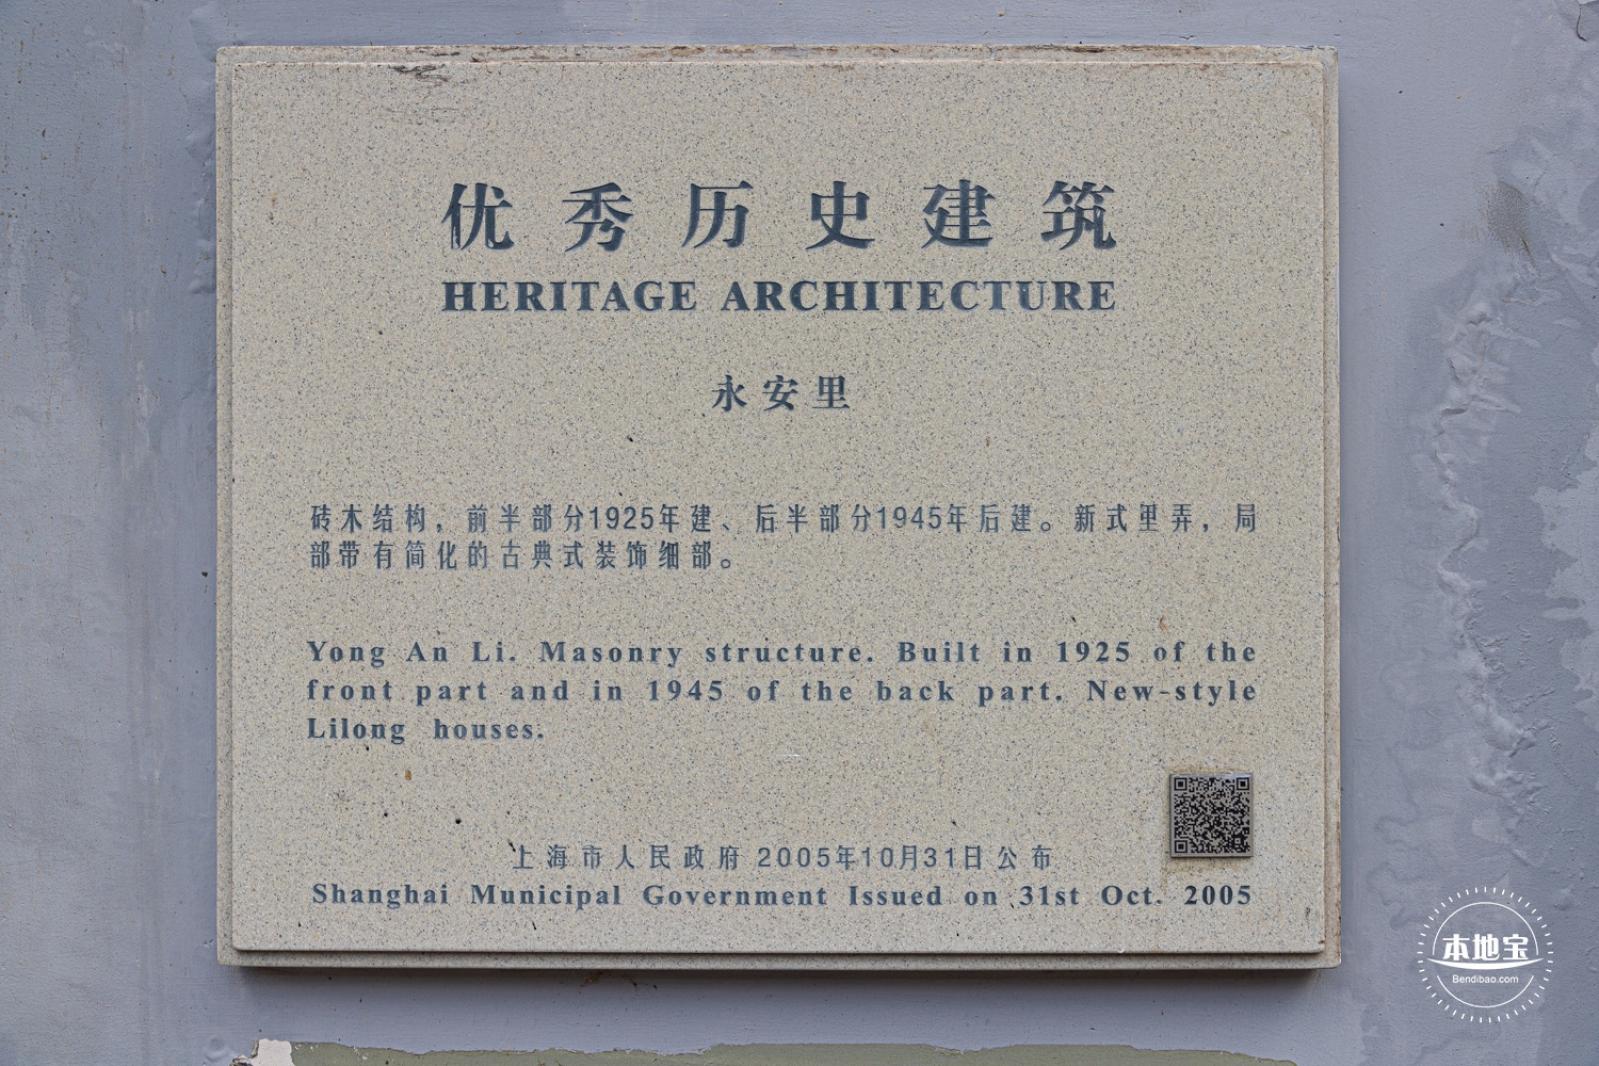 优秀历史建筑
HERITAGE ARCHITECTURE
永安里
砖木结构，前半部分1925年建、后半部分1945年后建。新式里弄，局
部带有简化的古典式装饰细部。
Yong An Li. Masonry structure. Built in 1925 of the
front part and in 1945 of the back part. New-style
Lilong houses.
上海市人民政府 2005年10月31日公布
Shanghai Municipal Government Issued on 31st Oct. 2005
本地宝
Bendibao.com